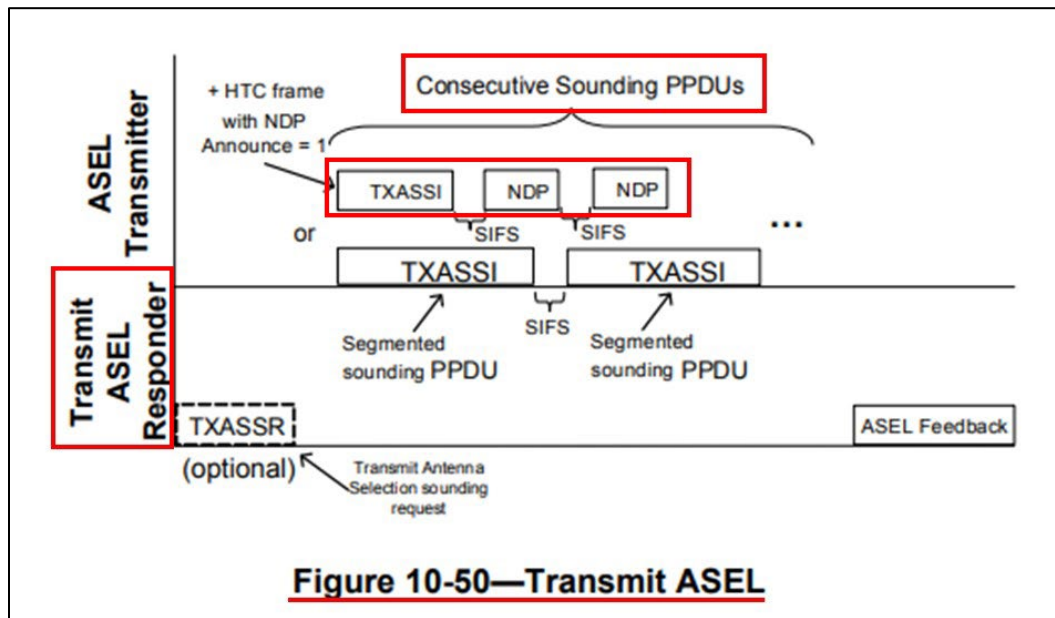 Consecutive Sounding PPDUs
+ HTC frame
with NDP
Announce = 1
ASEL
Transmitter
TXASSI
NDP
NDP
SIFS
SIFS
...
or
TXASSI
TXASSI
SIFS
Segmented
sounding PPDU
Segmented
sounding PPDU
Transmit
ASEL
Responder
TXASSR
(optional)
Transmit Antenna
Selection sounding
request
ASEL Feedback
Figure 10-50—Transmit ASEL